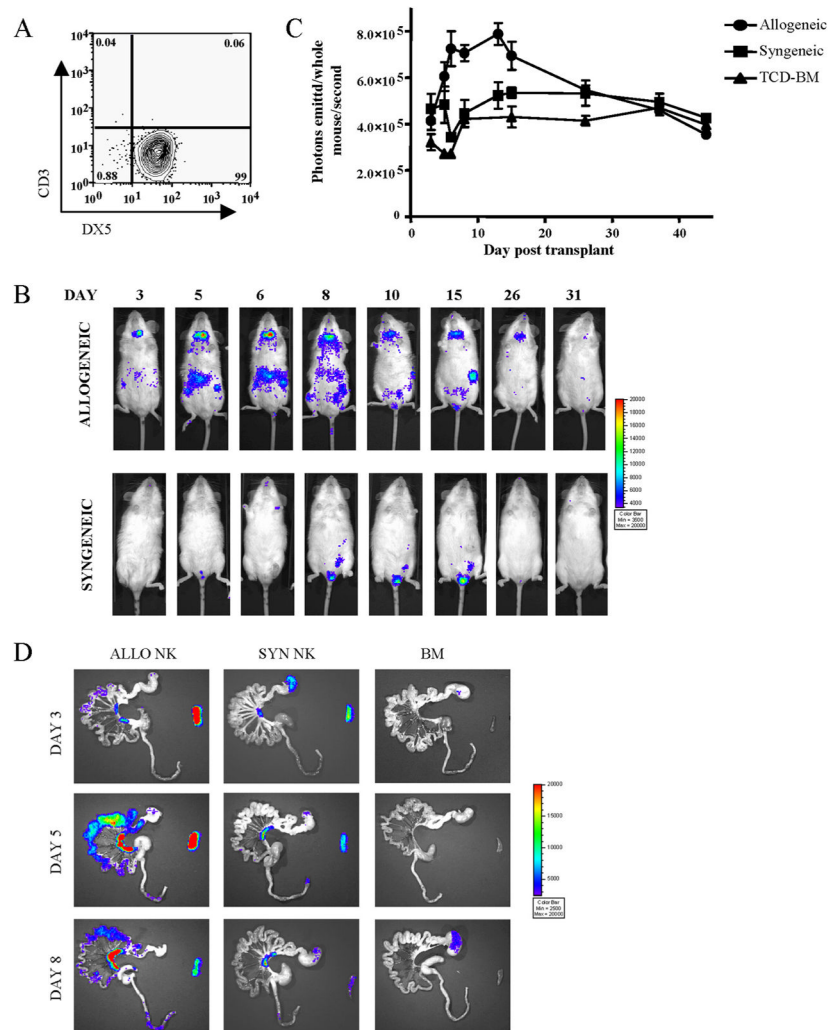 A
0.04
0.06
10⁴
10³
10²
10¹
10⁰
0.88
99
10⁰
10¹
10²
10³
10⁴
CD3
DX5
C
Allogeneic
Syngeneic
TCD-BM
8.0×10⁵
6.0×10⁵
4.0×10⁵
2.0×10⁵
0
Photons emittd/whole
mouse/second
0
10
20
30
40
Day post transplant
B
DAY 3 5 6 8 10 15 26 31
ALLOGENEIC
SYNGENEIC
20000
18000
16000
14000
12000
10000
8000
6000
4000
Color Bar
Min = 3500
Max = 20000
D
ALLO NK SYN NK BM
DAY 3
DAY 5
DAY 8
20000
15000
10000
5000
Color Bar
Min = 2500
Max = 20000